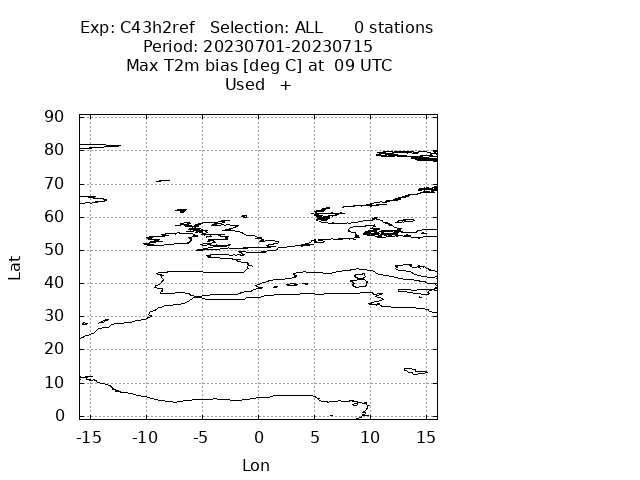 Exp: C43h2ref   Selection: ALL      0 stations
Period: 20230701-20230715
Max T2m bias [deg C] at  09 UTC
Used   +
90
80
70
60
50
40
30
20
10
0
Lat
-15 -10 -5 0 5 10 15
Lon